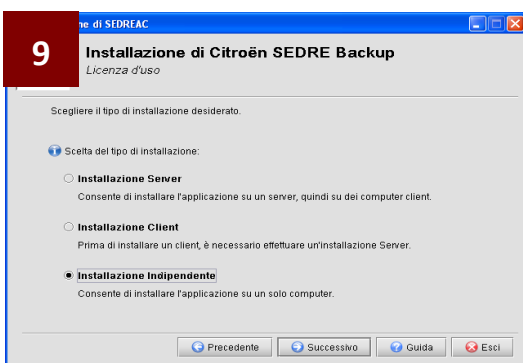 ne di SEDREAC
9
Installazione di Citroën SEDRE Backup
Licenza d'uso
Scegliere il tipo di installazione desiderato.
Scelta del tipo di installazione:
Installazione Server
Consente di installare l'applicazione su un server, quindi su dei computer client.
Installazione Client
Prima di installare un client, è necessario effettuare un'installazione Server.
Installazione Indipendente
Consente di installare l'applicazione su un solo computer.
Precedente Successivo Guida Esci